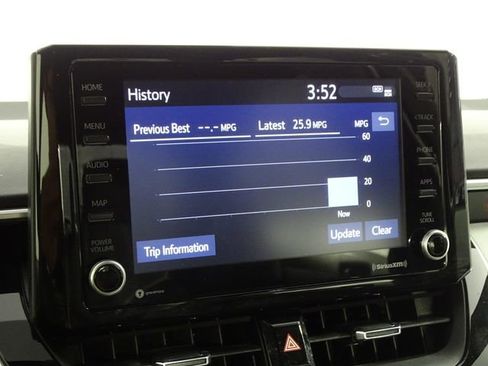 HOME
MENU
AUDIO
MAP
POWER
VOLUME
History
3:52
Previous Best --.- MPG
Latest 25.9 MPG
MPG
60
40
20
0
Now
Trip Information
Update
Clear
SEEK >
< TRACK
PHONE
APPS
TUNE
SCROLL
((SiriusXM))